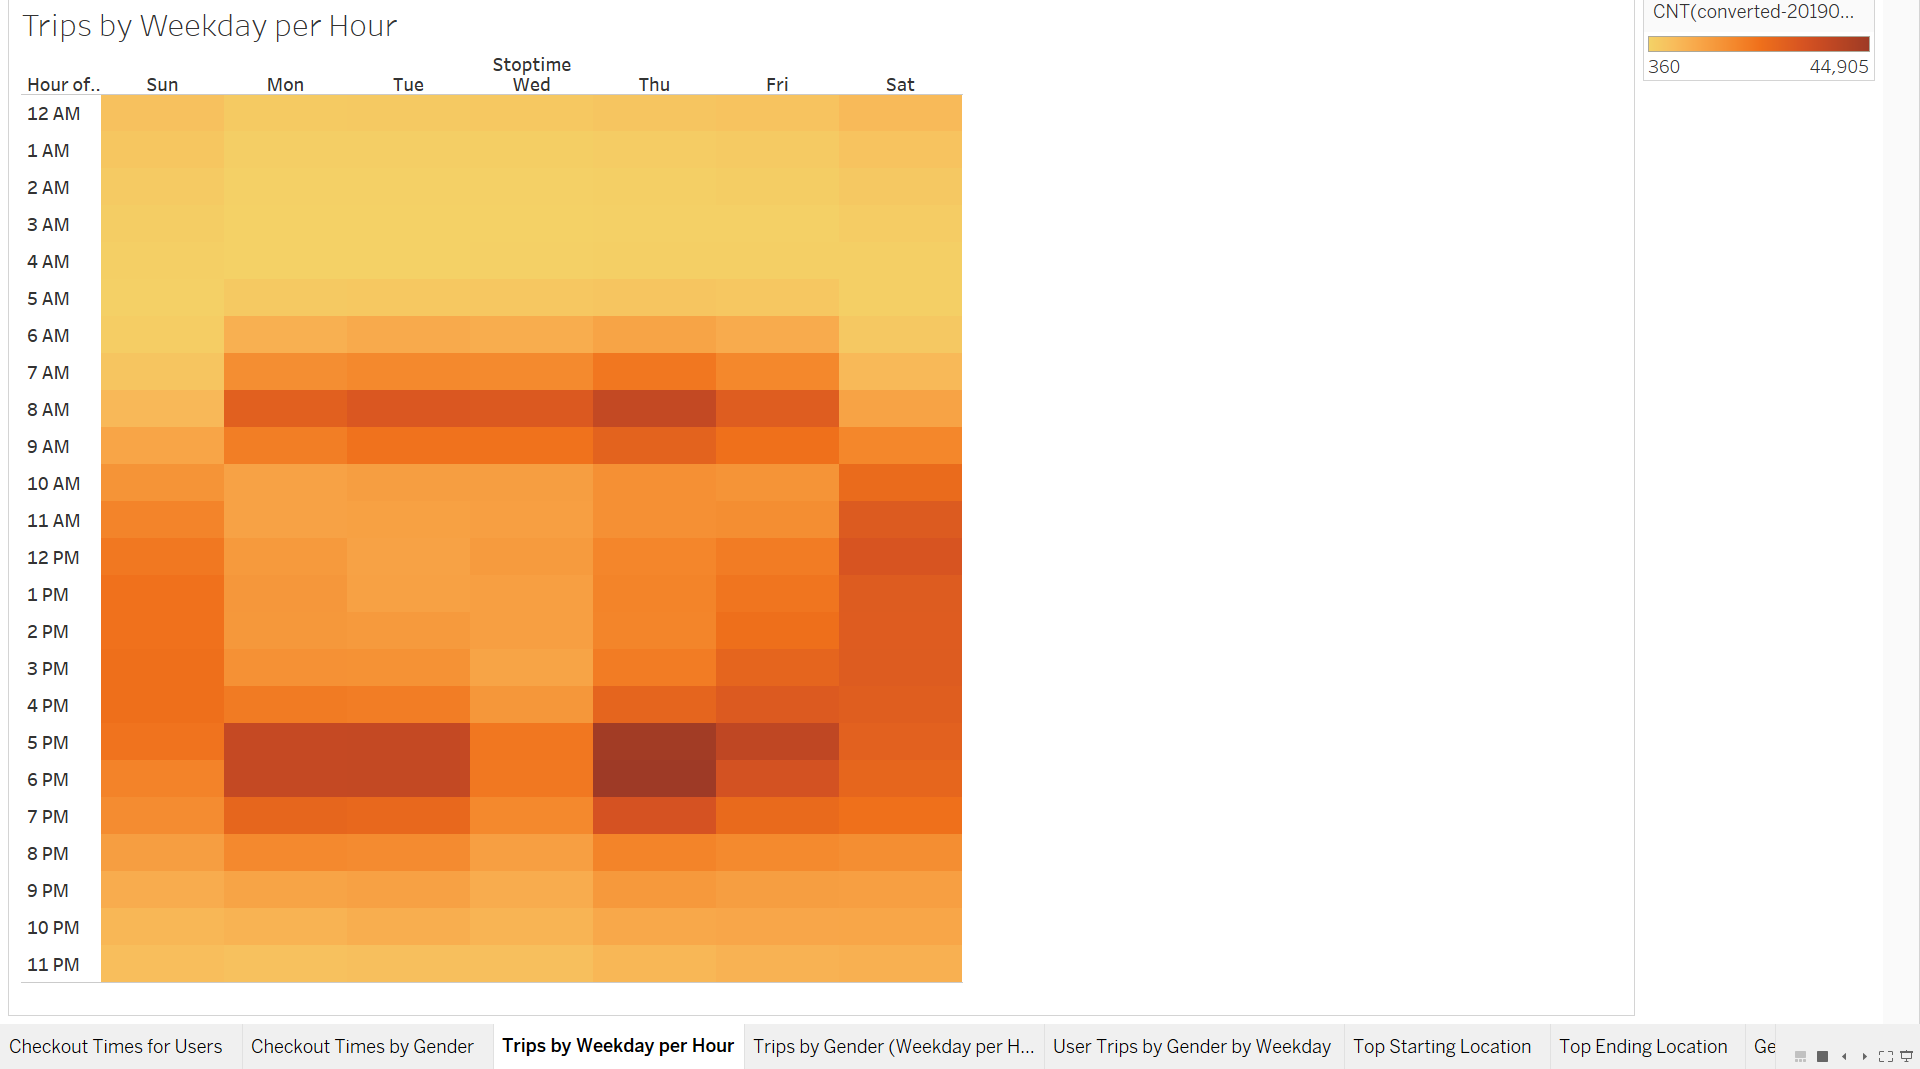 Trips by Weekday per Hour
CNT(converted-20190...
360 44,905
Stoptime
Hour of.. Sun Mon Tue Wed Thu Fri Sat
12 AM
1 AM
2 AM
3 AM
4 AM
5 AM
6 AM
7 AM
8 AM
9 AM
10 AM
11 AM
12 PM
1 PM
2 PM
3 PM
4 PM
5 PM
6 PM
7 PM
8 PM
9 PM
10 PM
11 PM
Checkout Times for Users Checkout Times by Gender Trips by Weekday per Hour Trips by Gender (Weekday per H... User Trips by Gender by Weekday Top Starting Location Top Ending Location Ge